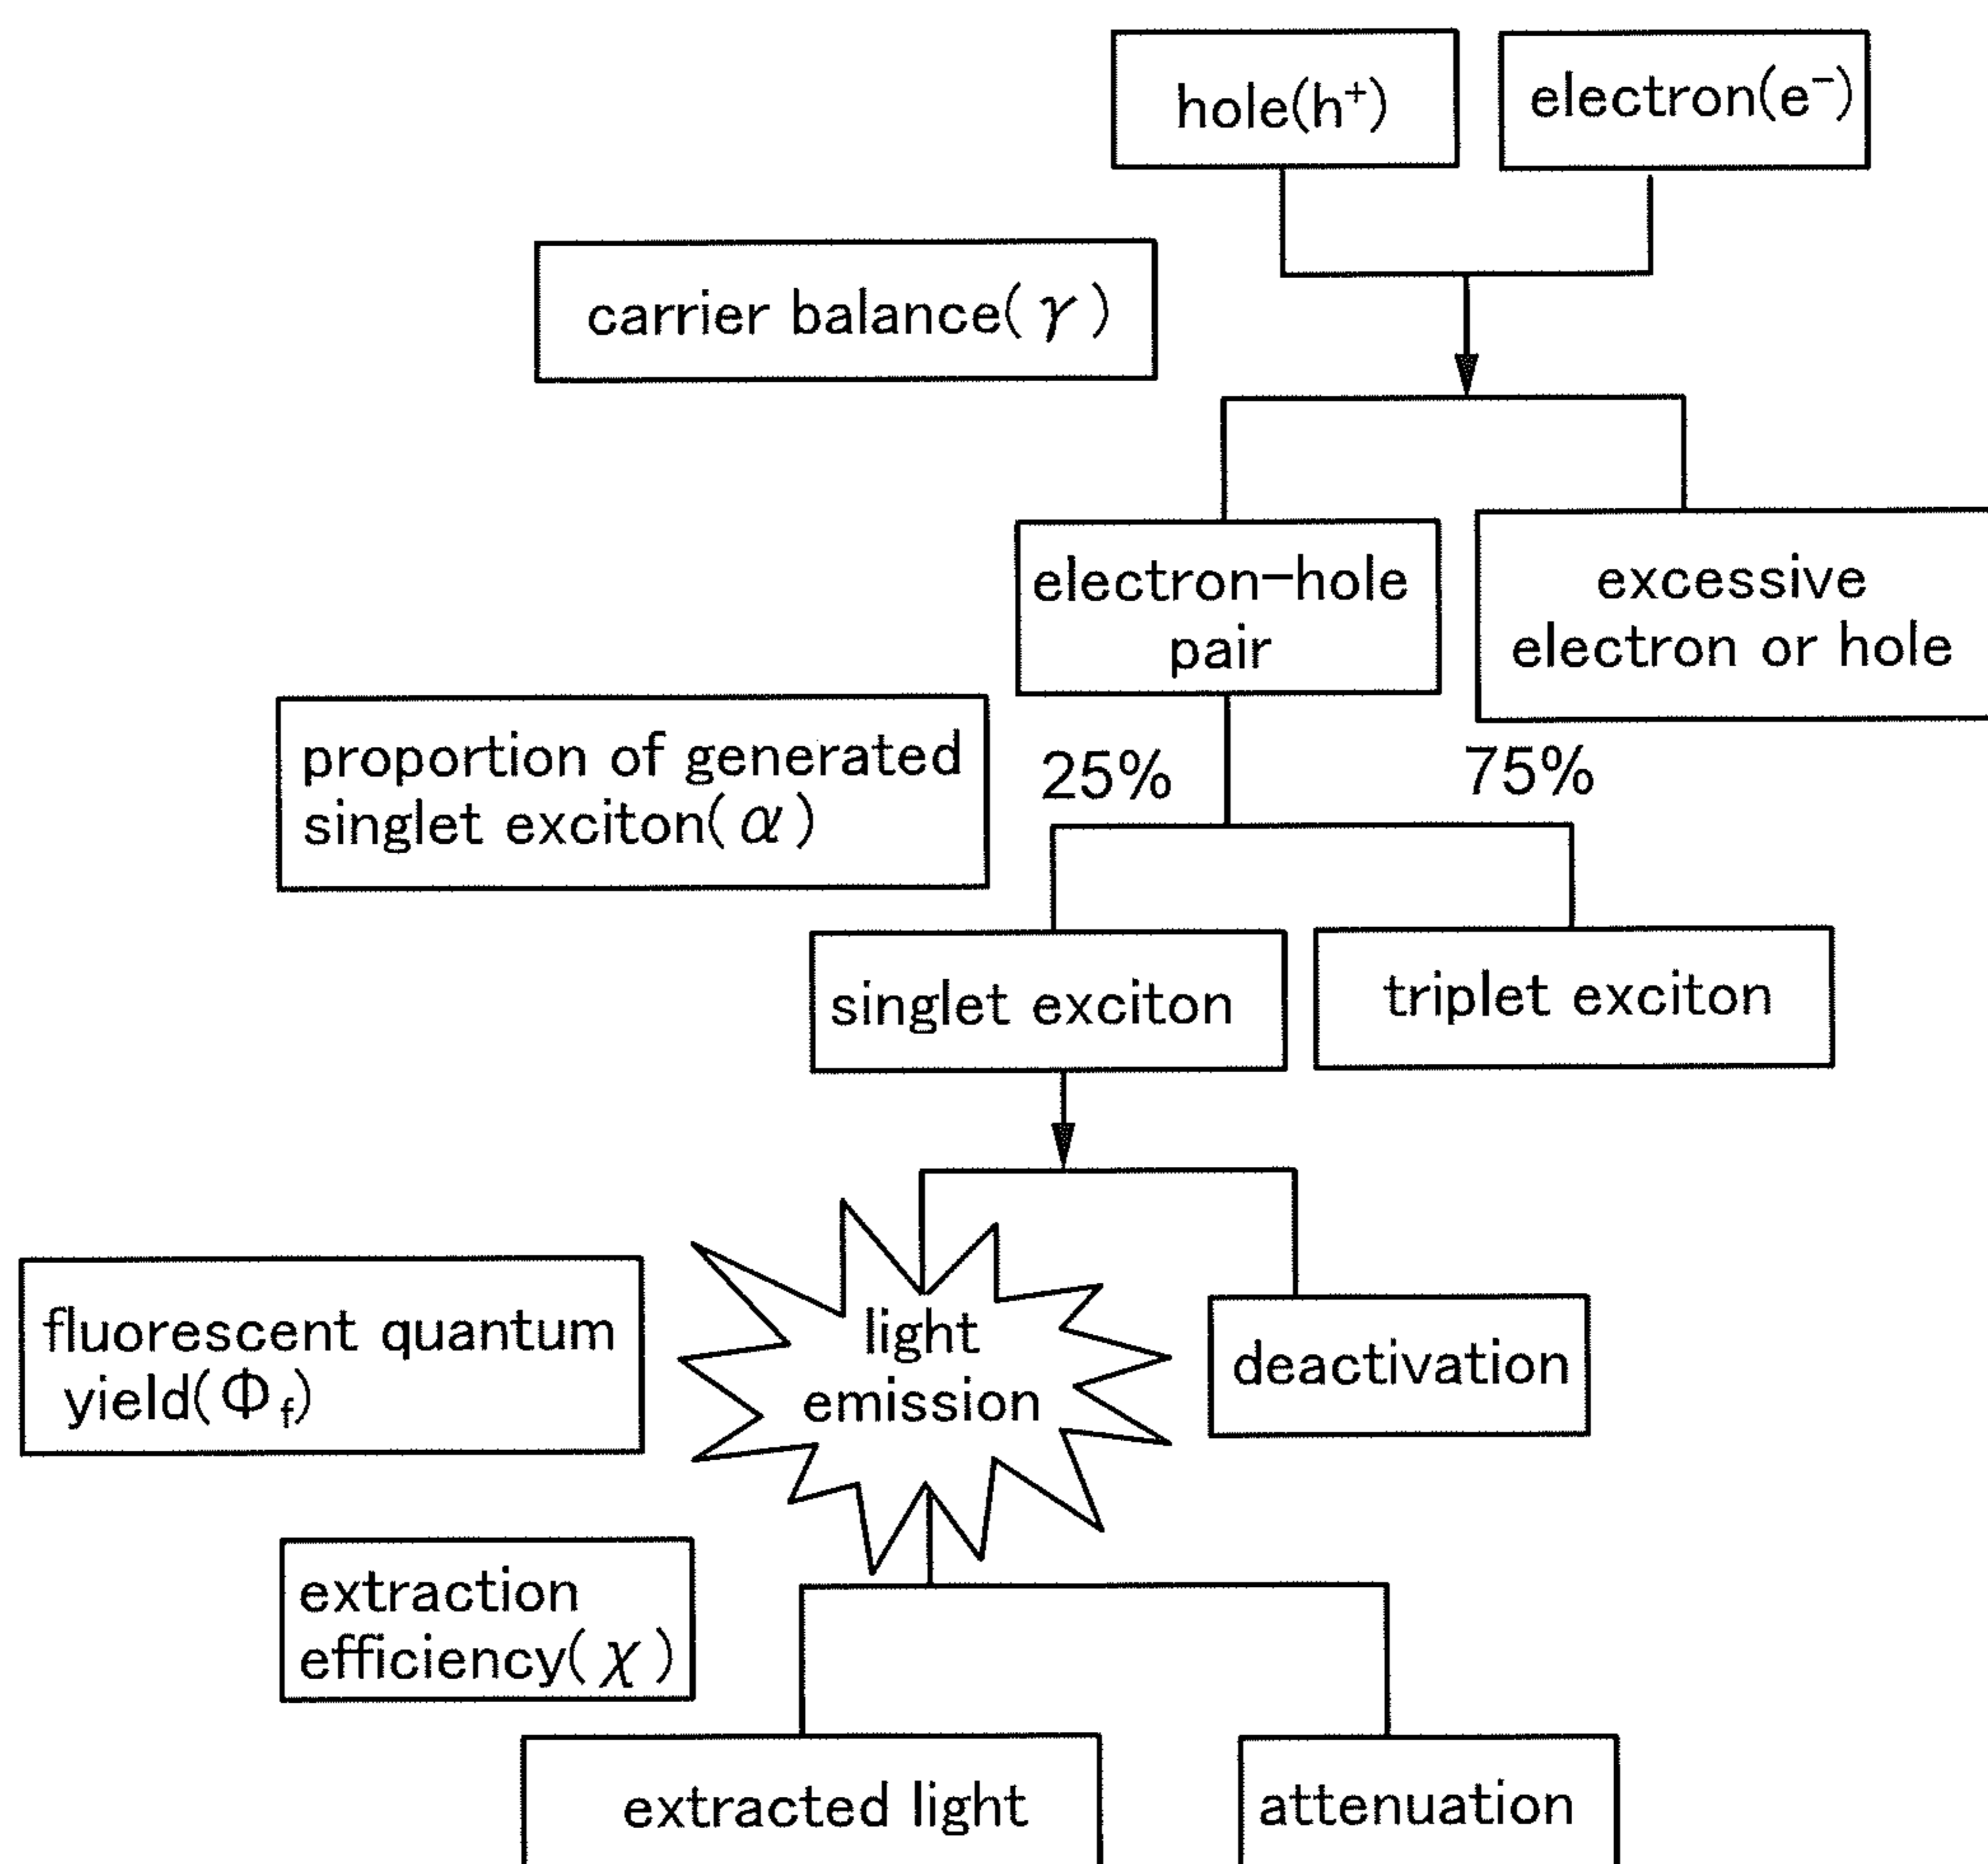 hole(h⁺)
electron(e⁻)
carrier balance(γ)
electron-hole
pair
excessive
electron or hole
proportion of generated
singlet exciton(α)
25%
75%
singlet exciton
triplet exciton
fluorescent quantum
yield(Φf)
light
emission
deactivation
extraction
efficiency(χ)
extracted light
attenuation